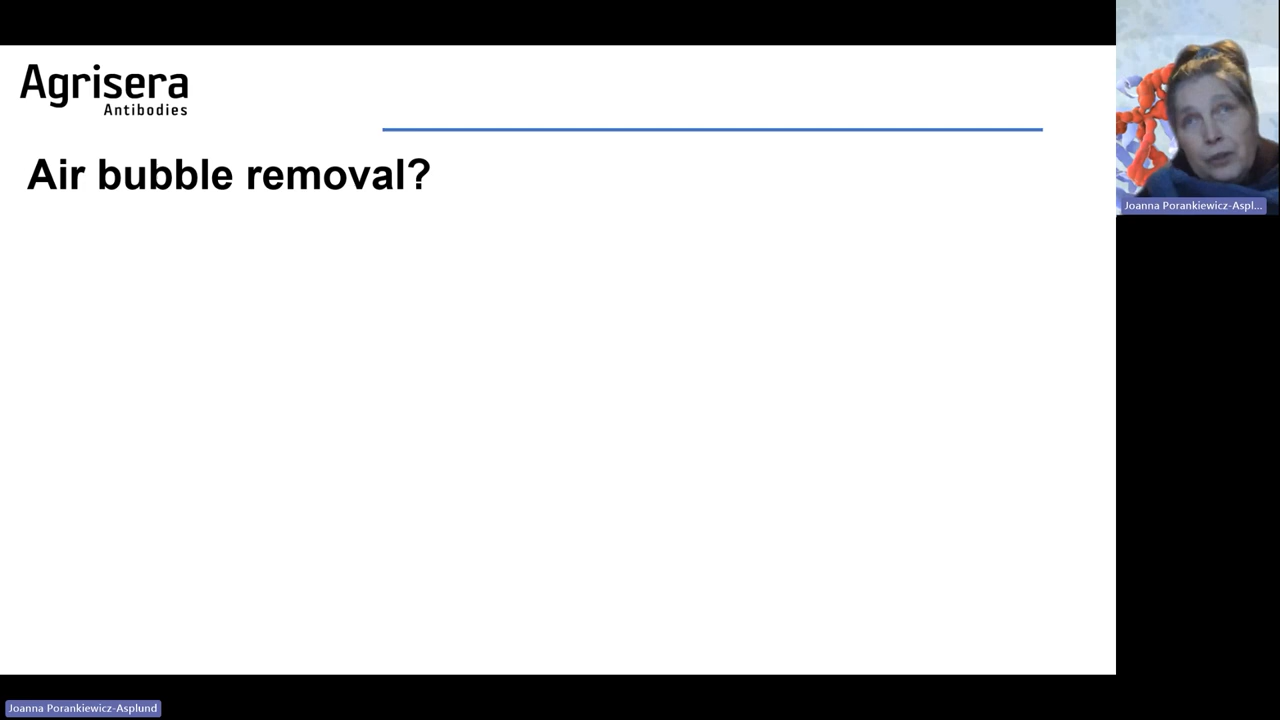 Agrisera
Antibodies
Air bubble removal?
Joanna Porankiewicz-Aspl...
Joanna Porankiewicz-Asplund